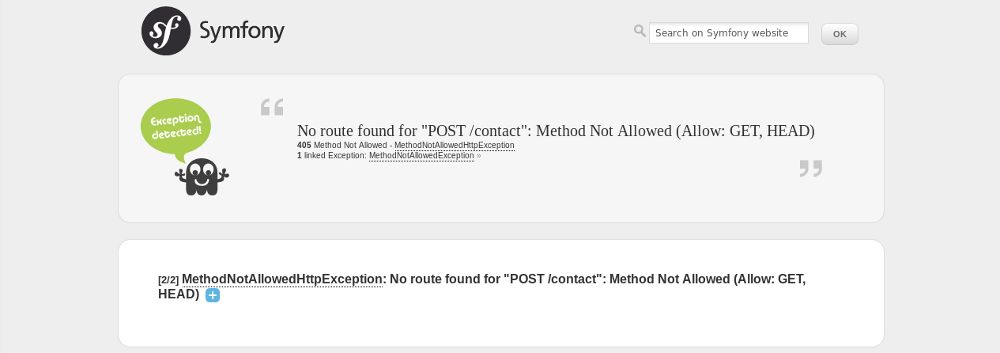 sf Symfony
Search on Symfony website
OK
Exception
detected!
“
No route found for "POST /contact": Method Not Allowed (Allow: GET, HEAD)
405 Method Not Allowed - MethodNotAllowedHttpException
1 linked Exception: MethodNotAllowedException »
”
[2/2] MethodNotAllowedHttpException: No route found for "POST /contact": Method Not Allowed (Allow: GET,
HEAD)